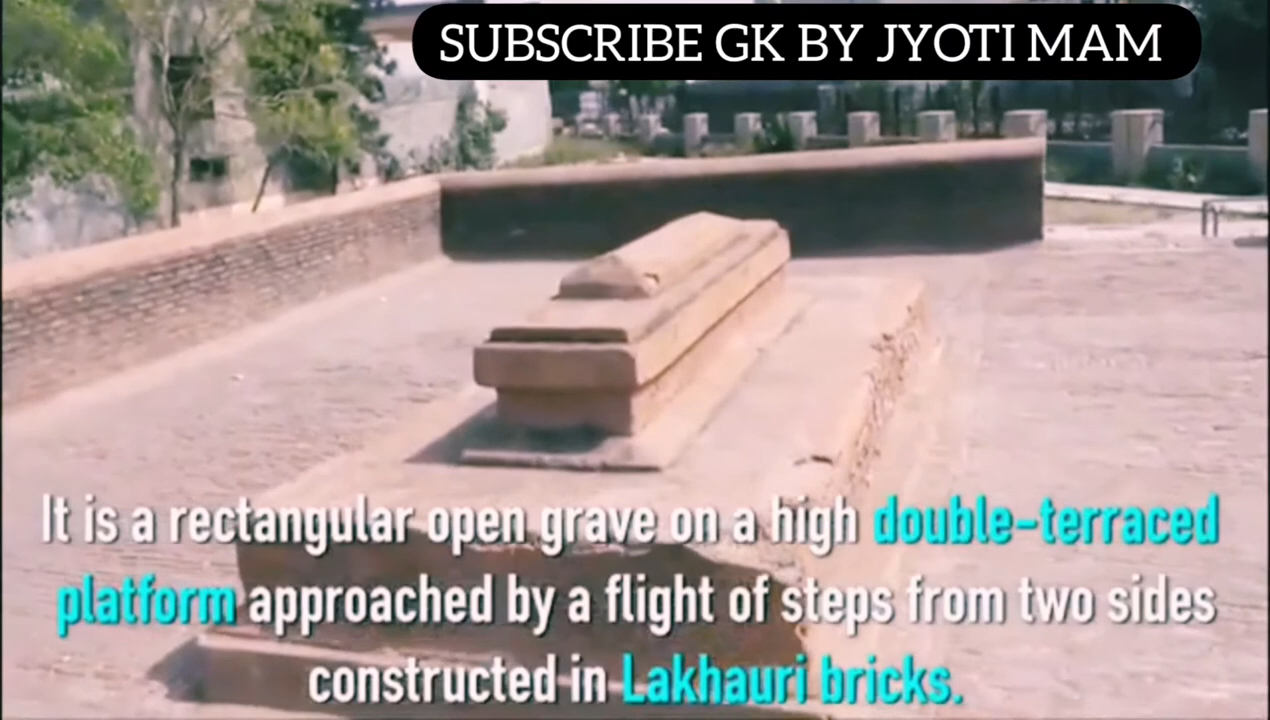 SUBSCRIBE GK BY JYOTI MAM
It is a rectangular open grave on a high double-terraced
platform approached by a flight of steps from two sides
constructed in Lakhauri bricks.